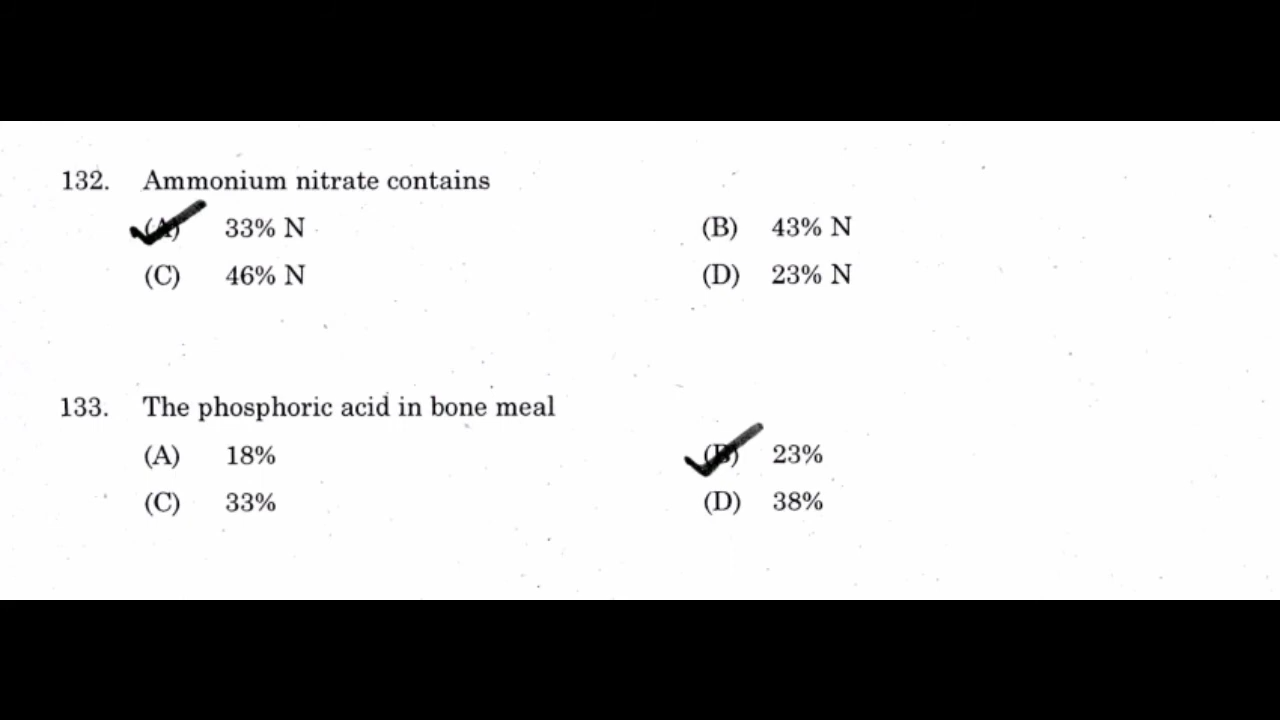 132. Ammonium nitrate contains
(A) 33% N (B) 43% N
(C) 46% N (D) 23% N
133. The phosphoric acid in bone meal
(A) 18% (B) 23%
(C) 33% (D) 38%